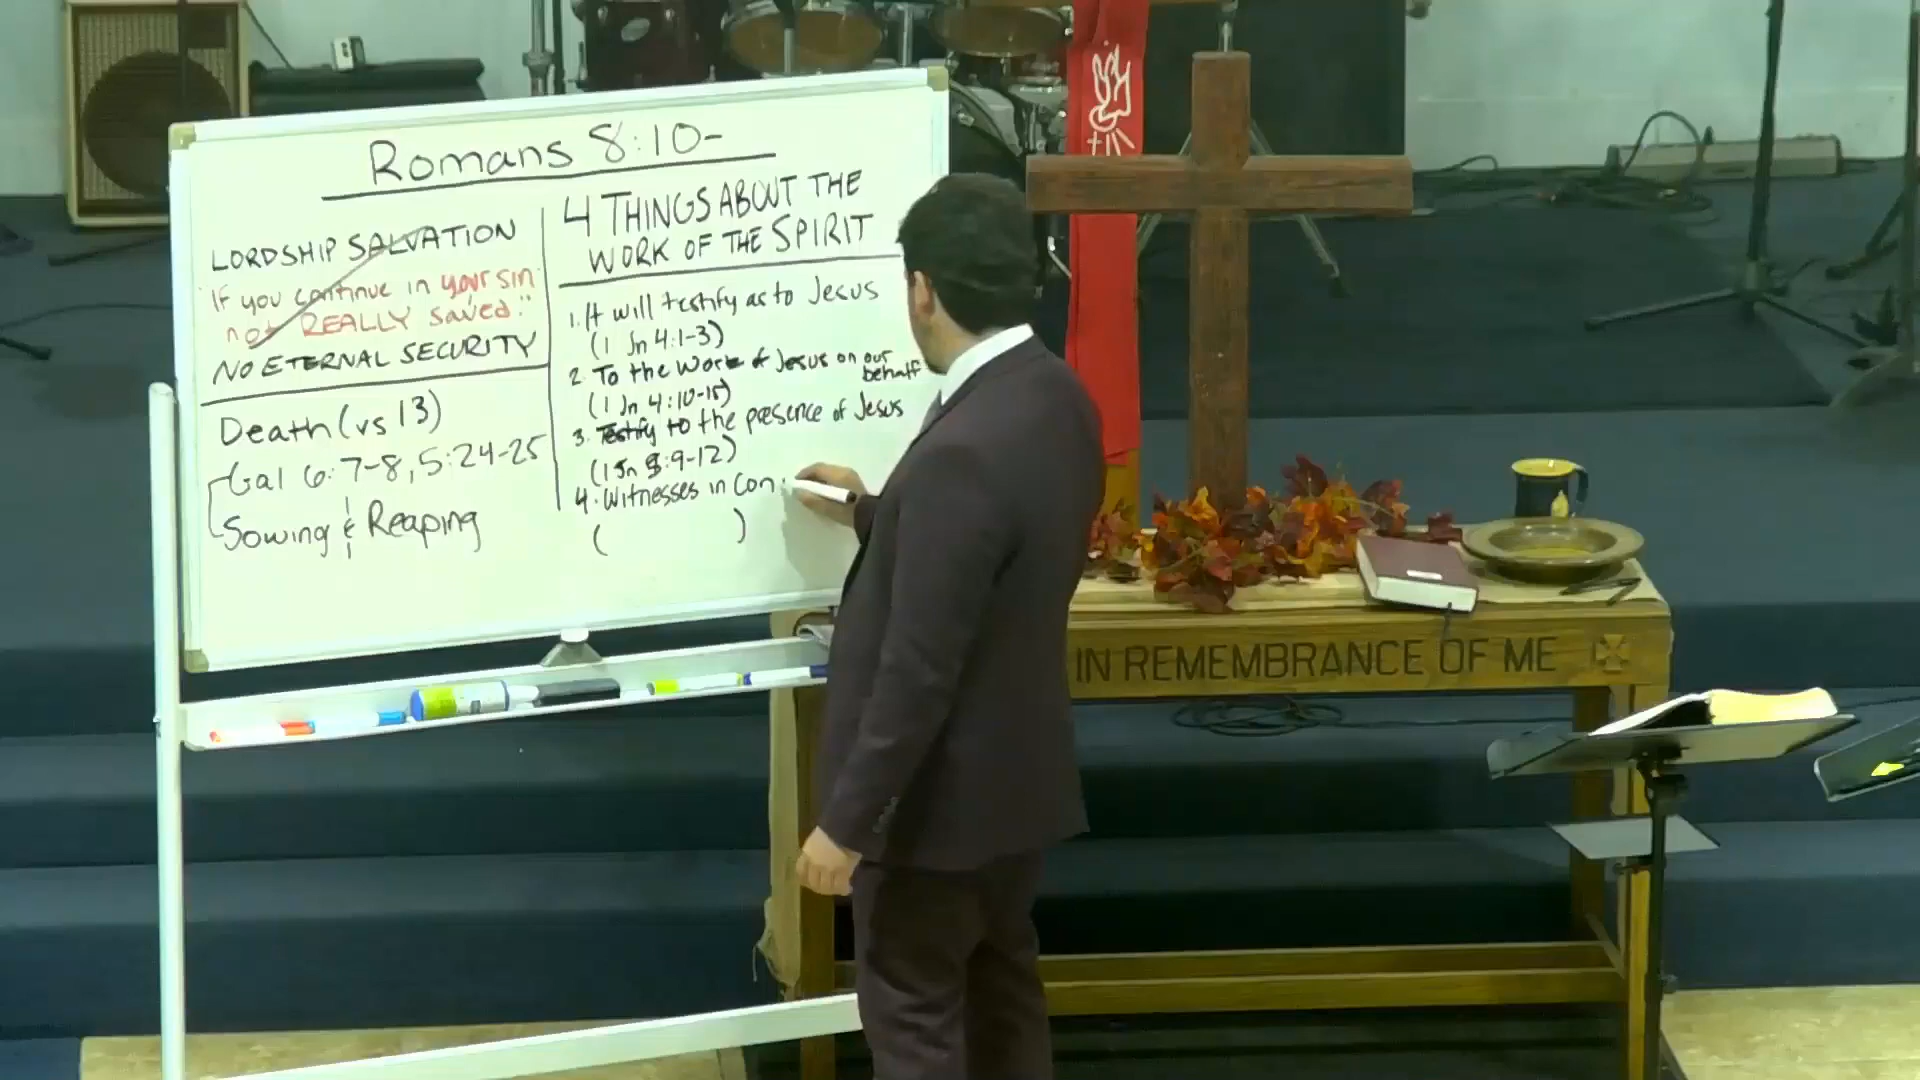 Romans 8:10-
LORDSHIP SALVATION
"If you continue in your sin
not REALLY saved."
NO ETERNAL SECURITY
Death (vs 13)
Gal 6:7-8, 5:24-25
Sowing & Reaping
4 THINGS ABOUT THE
WORK OF THE SPIRIT
1. It will testify as to Jesus
(1 Jn 4:1-3)
2. To the Work of Jesus on our
behalf
(1 Jn 4:10-15)
3. Testify to the presence of Jesus
(1 Jn 5:9-12)
4. Witnesses in Con
( )
IN REMEMBRANCE OF ME